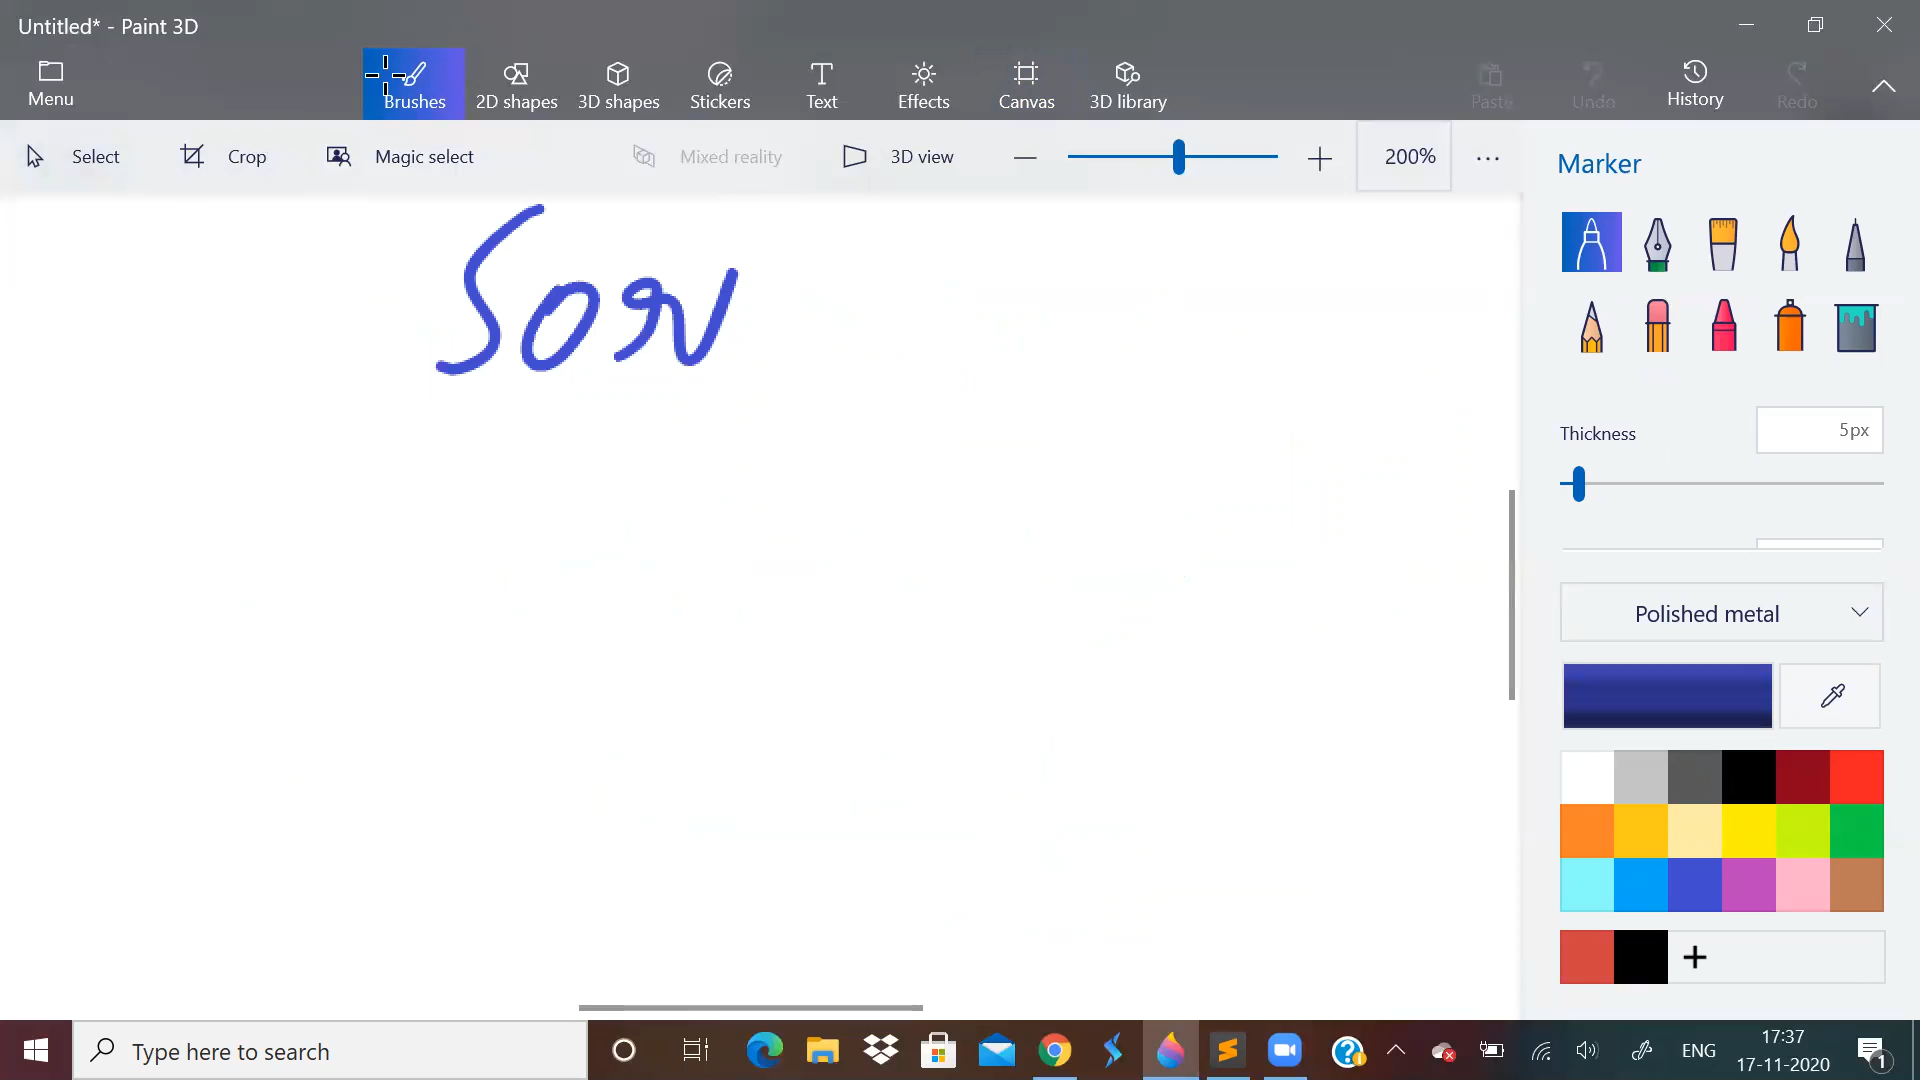 Untitled* - Paint 3D
Menu
Brushes
2D shapes
3D shapes
Stickers
Text
Effects
Canvas
3D library
Paste
Undo
History
Redo
Select
Crop
Magic select
Mixed reality
3D view
200%
Marker
Thickness
5px
Polished metal
Type here to search
ENG
17:37
17-11-2020
1